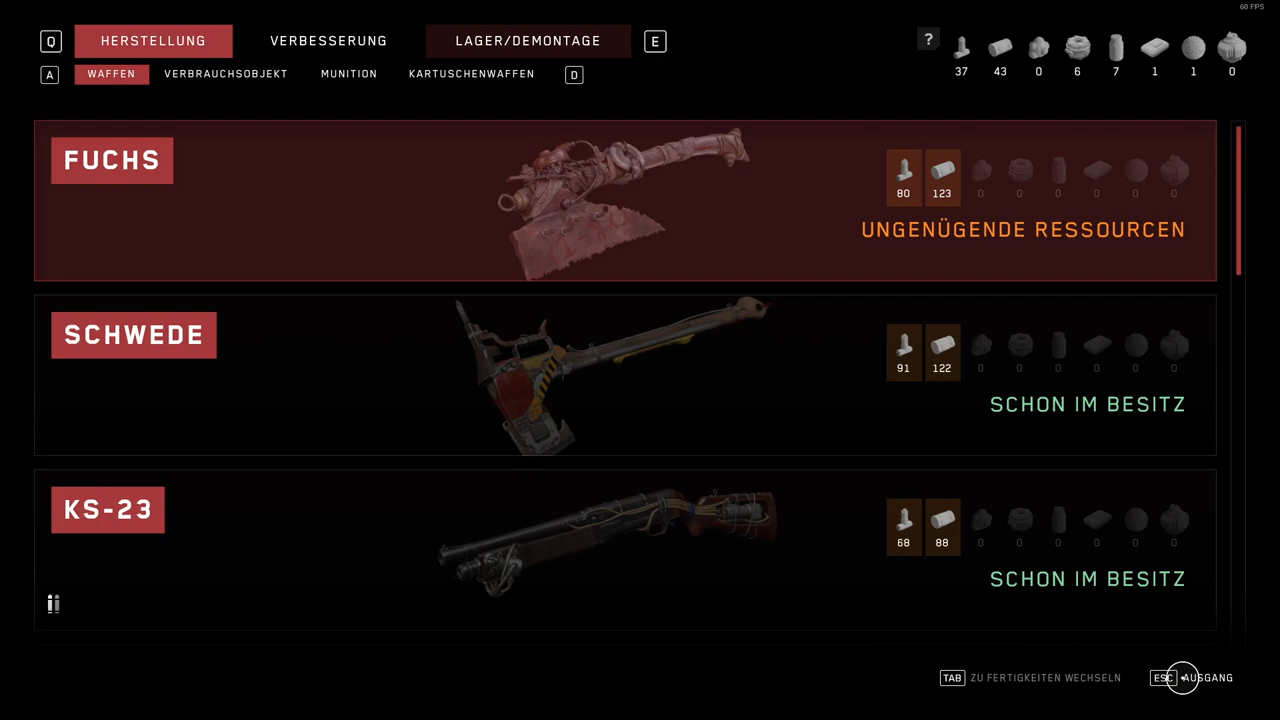 60 FPS
Q HERSTELLUNG VERBESSERUNG LAGER/DEMONTAGE E
?
37 43 0 6 7 1 1 0
A WAFFEN VERBRAUCHSOBJEKT MUNITION KARTUSCHENWAFFEN D
FUCHS
80 123 0 0 0 0 0 0
UNGENÜGENDE RESSOURCEN
SCHWEDE
91 122 0 0 0 0 0 0
SCHON IM BESITZ
KS-23
68 88 0 0 0 0 0 0
SCHON IM BESITZ
TAB ZU FERTIGKEITEN WECHSELN ESC AUSGANG